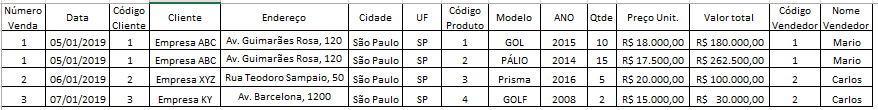 Número Venda | Data | Código Cliente | Cliente | Endereço | Cidade | UF | Código Produto | Modelo | ANO | Qtde | Preço Unit. | Valor total | Código Vendedor | Nome Vendedor
1 | 05/01/2019 | 1 | Empresa ABC | Av. Guimarães Rosa, 120 | São Paulo | SP | 1 | GOL | 2015 | 10 | R$ 18.000,00 | R$ 180.000,00 | 1 | Mario
1 | 05/01/2019 | 1 | Empresa ABC | Av. Guimarães Rosa, 120 | São Paulo | SP | 2 | PÁLIO | 2014 | 15 | R$ 17.500,00 | R$ 262.500,00 | 1 | Mario
2 | 06/01/2019 | 2 | Empresa XYZ | Rua Teodoro Sampaio, 50 | São Paulo | SP | 3 | Prisma | 2016 | 5 | R$ 20.000,00 | R$ 100.000,00 | 2 | Carlos
3 | 07/01/2019 | 3 | Empresa KY | Av. Barcelona, 1200 | São Paulo | SP | 4 | GOLF | 2008 | 2 | R$ 15.000,00 | R$ 30.000,00 | 2 | Carlos